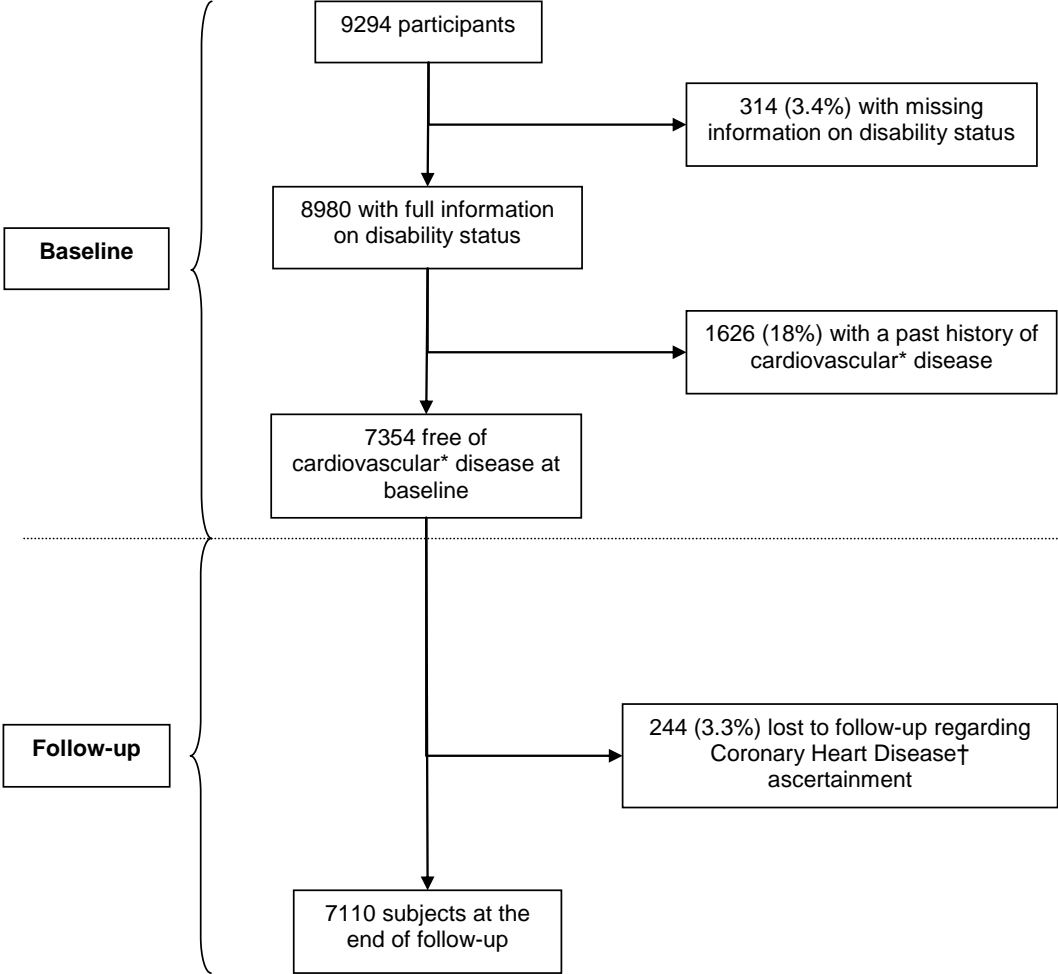 9294 participants
314 (3.4%) with missing
information on disability status
8980 with full information
on disability status
Baseline
1626 (18%) with a past history of
cardiovascular* disease
7354 free of
cardiovascular* disease at
baseline
244 (3.3%) lost to follow-up regarding
Coronary Heart Disease†
ascertainment
Follow-up
7110 subjects at the
end of follow-up